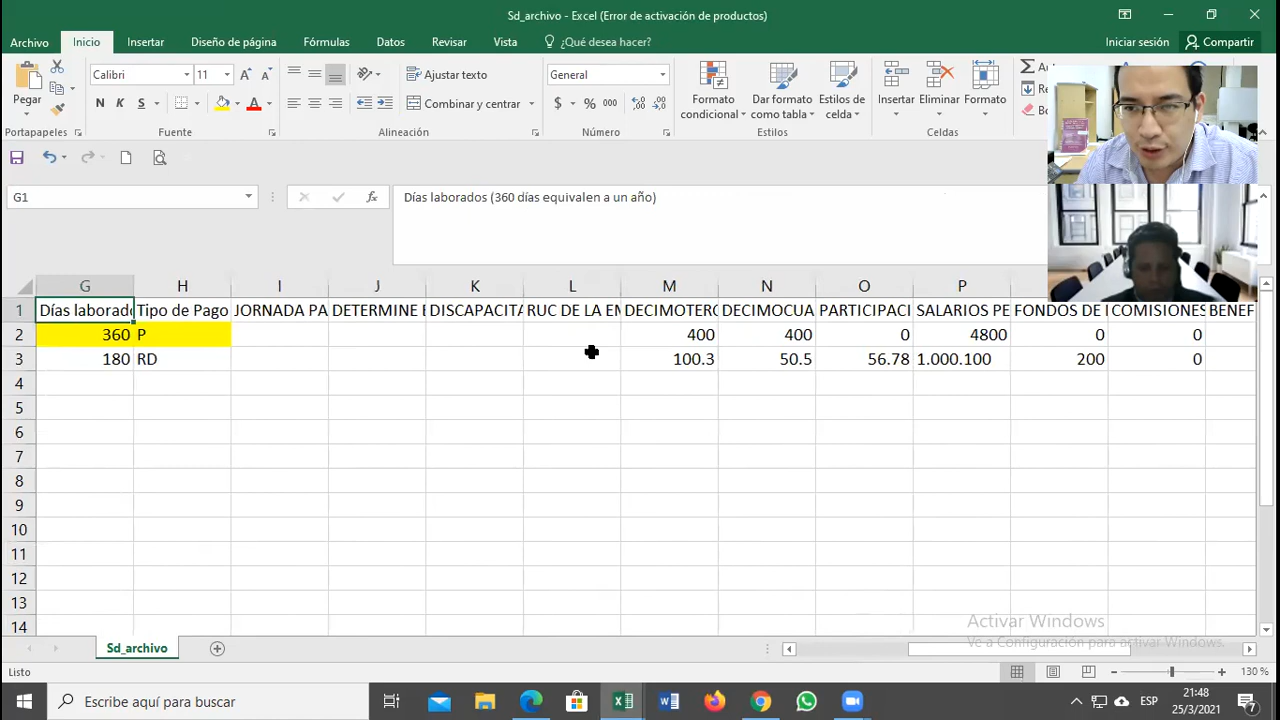 Sd_archivo - Excel (Error de activación de productos)
Archivo Inicio Insertar Diseño de página Fórmulas Datos Revisar Vista ¿Qué desea hacer? Iniciar sesión Compartir
Pegar
Portapapeles
Calibri 11
N K S
Fuente
Ajustar texto
Combinar y centrar
Alineación
General
$ % 000
Número
Formato condicional
Dar formato como tabla
Estilos de celda
Estilos
Insertar Eliminar Formato
Celdas
G1 fx Días laborados (360 días equivalen a un año)
G H I J K L M N O P
1 Días laborado Tipo de Pago JORNADA PA DETERMINE DISCAPACITA RUC DE LA EM DECIMOTERC DECIMOCUA PARTICIPACI SALARIOS PE FONDOS DE COMISIONES BENEF
2 360 P 400 400 0 4800 0 0
3 180 RD 100.3 50.5 56.78 1.000.100 200 0
4
5
6
7
8
9
10
11
12
13
14
Activar Windows
Ve a Configuración para activar Windows.
Sd_archivo
Listo 130 %
Escribe aquí para buscar
ESP
21:48
25/3/2021
7